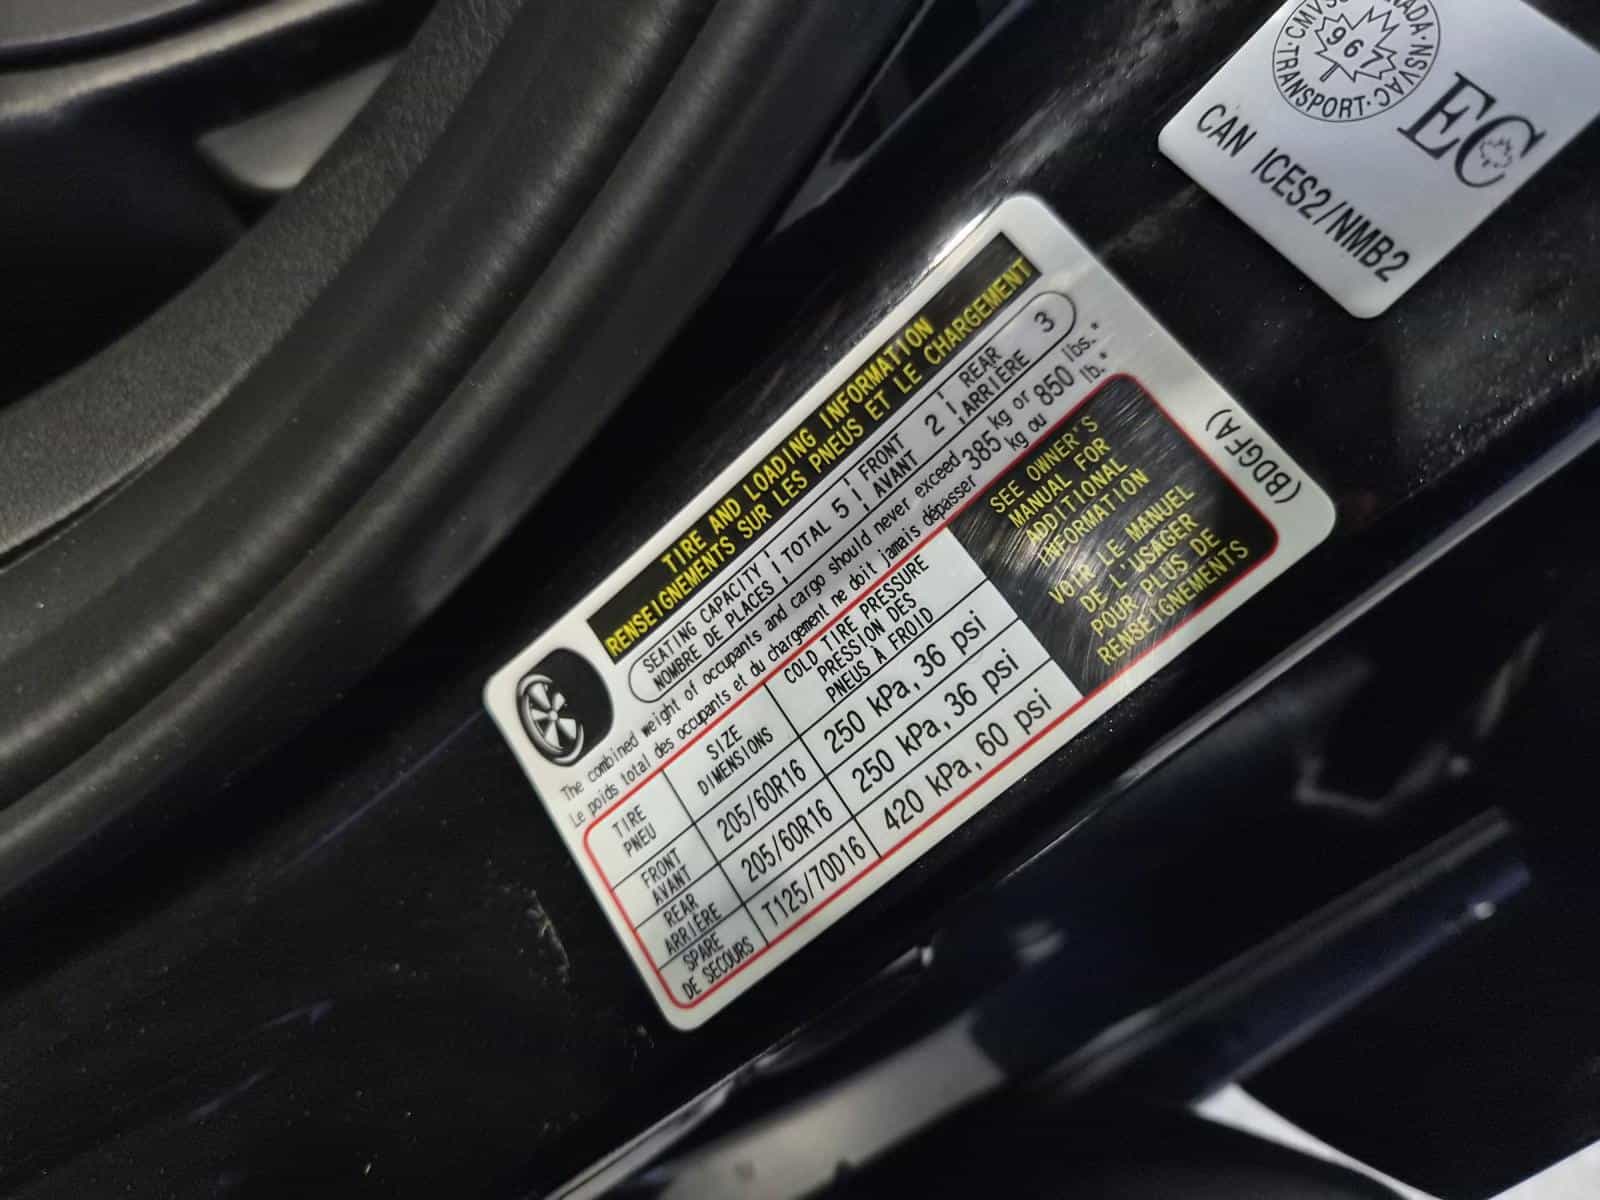 TRANSPORT
967
EC
CAN ICES2/NMB2
TIRE AND LOADING INFORMATION
RENSEIGNEMENTS SUR LES PNEUS ET LE CHARGEMENT
SEATING CAPACITY TOTAL 5 FRONT 2 REAR 3
NOMBRE DE PLACES AVANT ARRIÈRE
The combined weight of occupants and cargo should never exceed 385 kg or 850 lbs.*
Le poids total des occupants et du chargement ne doit jamais dépasser kg ou lb.*
TIRE
PNEU
SIZE
DIMENSIONS
COLD TIRE PRESSURE
PRESSION DES
PNEUS À FROID
FRONT
AVANT
205/60R16
250 kPa, 36 psi
REAR
ARRIÈRE
205/60R16
250 kPa, 36 psi
SPARE
DE SECOURS
T125/70D16
420 kPa, 60 psi
SEE OWNER'S
MANUAL FOR
ADDITIONAL
INFORMATION
VOIR LE MANUEL
DE L'USAGER
POUR PLUS DE
RENSEIGNEMENTS
(BDGFA)